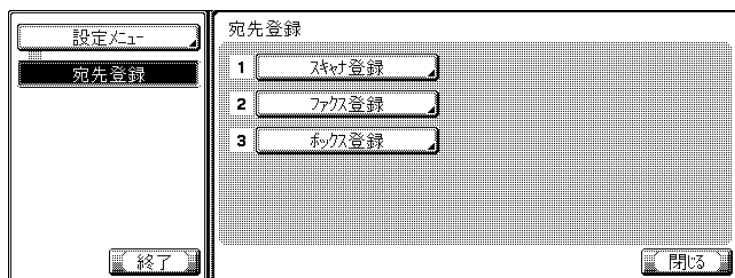 設定メニュー
宛先登録
終了
宛先登録
1 スキャナ登録
2 ファクス登録
3 ボックス登録
閉じる